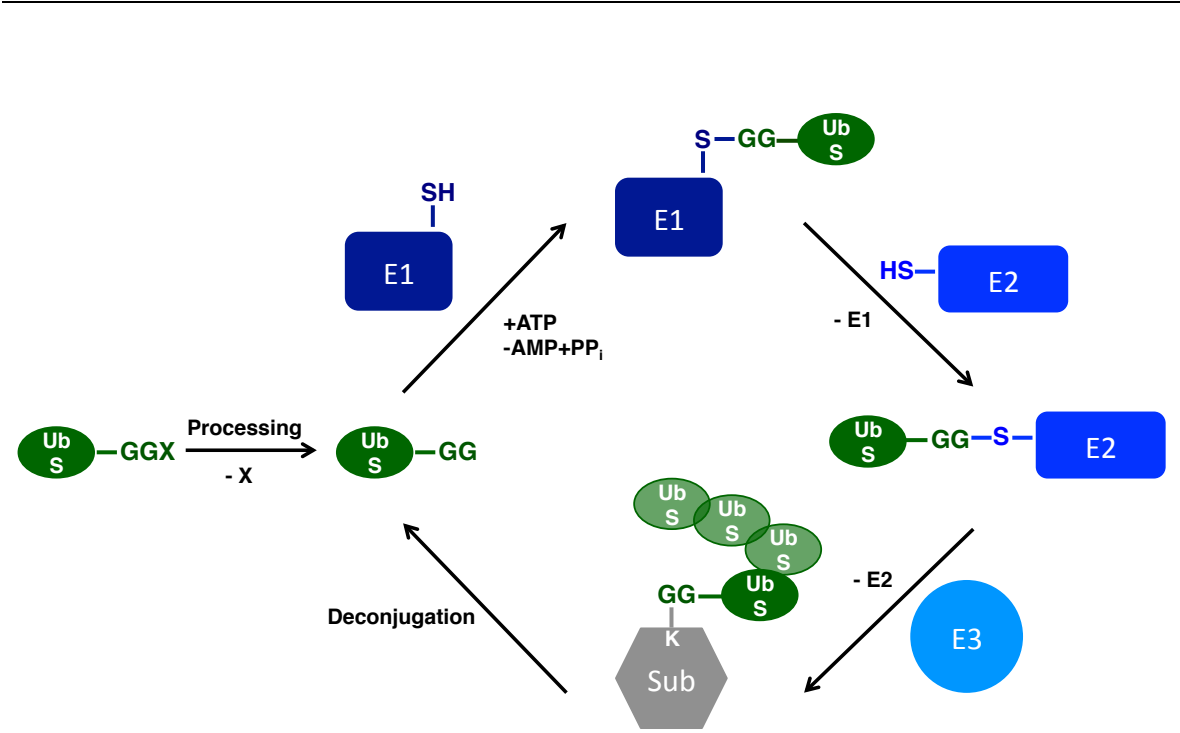 Ub
S
S GG
SH
E1
E1
HS
E2
- E1
+ATP
-AMP+PPi
Ub
S
GGX
Processing
- X
Ub
S
GG
Ub
S
GG S
E2
Ub
S
Ub
S
Ub
S
Ub
S
GG
K
Sub
- E2
E3
Deconjugation